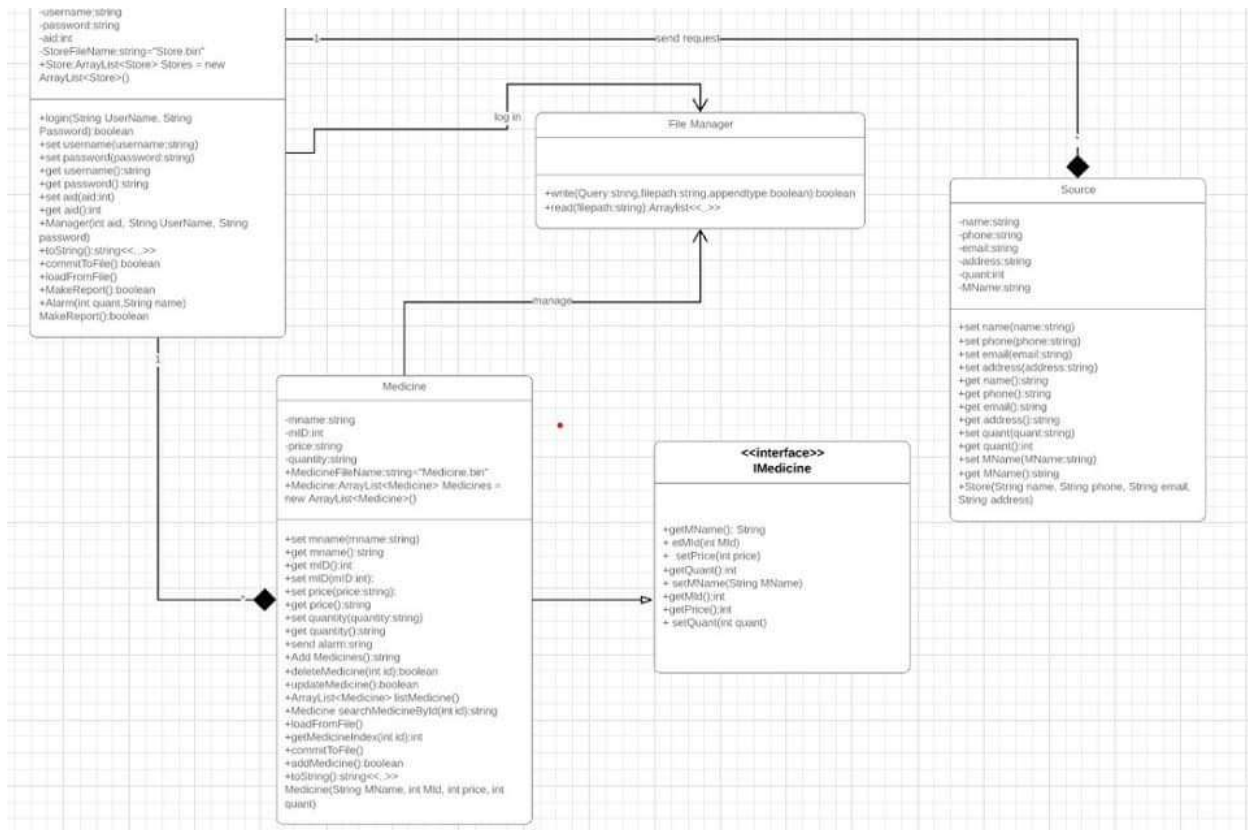 -username:string
-password:string
-aid:int
-StoreFileName:string="Store.bin"
+Store:ArrayList<Store> Stores = new
ArrayList<Store>()
+login(String UserName, String
Password):boolean
+set username(username:string)
+set password(password:string)
+get username():string
+get password():string
+set aid(aid:int)
+get aid():int
+Manager(int aid, String UserName, String
password)
+toString():string<<...>>
+commitToFile():boolean
+loadFromFile()
+MakeReport():boolean
+Alarm(int quant,String name)
MakeReport():boolean
1
send request
*
log in
File Manager
+write(Query:string,filepath:string,appendtype:boolean):boolean
+read(filepath:string):Arraylist<<...>>
manage
1
*
Source
-name:string
-phone:string
-email:string
-address:string
-quant:int
-MName:string
+set name(name:string)
+set phone(phone:string)
+set email(email:string)
+set address(address:string)
+get name():string
+get phone():string
+get email():string
+get address():string
+set quant(quant:string)
+get quant():int
+set MName(MName:string)
+get MName():string
+Store(String name, String phone, String email,
String address)
Medicine
-mname:string
-mID:int
-price:string
-quantity:string
+MedicineFileName:string="Medicine.bin"
+Medicine:ArrayList<Medicine> Medicines =
new ArrayList<Medicine>()
+set mname(mname:string)
+get mname():string
+get mID():int
+set mID(mID:int):
+set price(price:string):
+get price():string
+set quantity(quantity:string)
+get quantity():string
+send alarm:sring
+Add Medicines():string
+deleteMedicine(int id):boolean
+updateMedicine():boolean
+ArrayList<Medicine> listMedicine()
+Medicine searchMedicineById(int id):string
+loadFromFile()
+getMedicineIndex(int id):int
+commitToFile()
+addMedicine():boolean
+toString():string<<...>>
Medicine(String MName, int MId, int price, int
quant)
<<interface>>
IMedicine
+getMName(): String
+ etMId(int MId)
+ setPrice(int price)
+getQuant():int
+ setMName(String MName)
+getMId():int
+getPrice():int
+ setQuant(int quant)